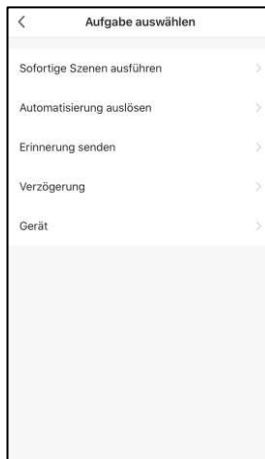 Aufgabe auswählen
Sofortige Szenen ausführen
Automatisierung auslösen
Erinnerung senden
Verzögerung
Gerät